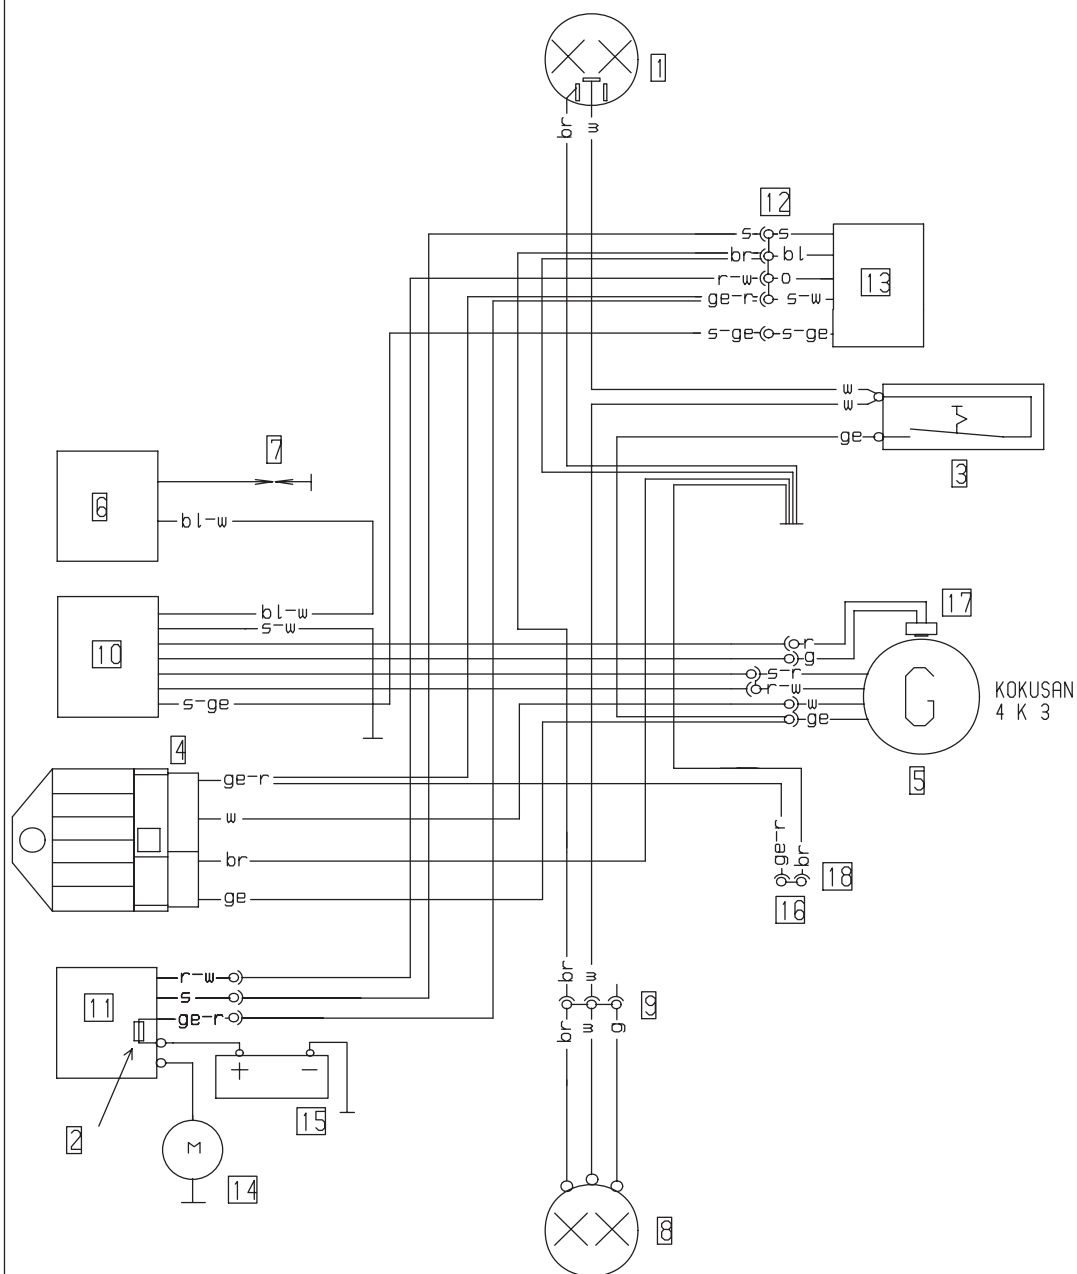 1
br
w
12
s s
br bl
r-w o
13
ge-r s-w
s-ge s-ge
w
w
ge
3
7
6
bl-w
17
bl-w
s-w
10
r
g
s-r
r-w
s-ge
w
ge
G
KOKUSAN
4 K 3
5
4
ge-r
w
br
ge
ge-r
br
18
16
br
w
r-w
s
ge-r
11
9
br
w
g
+ -
15
2
M
14
8